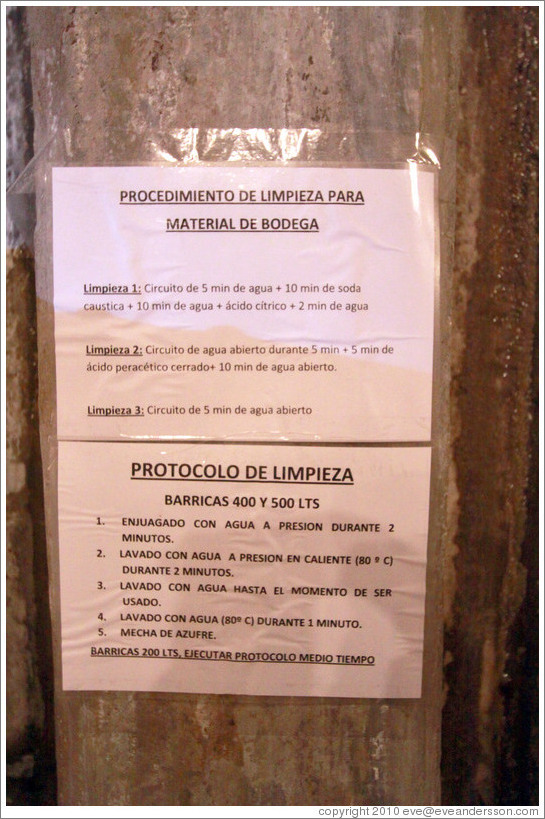 PROCEDIMIENTO DE LIMPIEZA PARA
MATERIAL DE BODEGA
Limpieza 1: Circuito de 5 min de agua + 10 min de soda
caustica + 10 min de agua + ácido cítrico + 2 min de agua
Limpieza 2: Circuito de agua abierto durante 5 min + 5 min de
ácido peracético cerrado+ 10 min de agua abierto.
Limpieza 3: Circuito de 5 min de agua abierto
PROTOCOLO DE LIMPIEZA
BARRICAS 400 Y 500 LTS
1. ENJUAGADO CON AGUA A PRESION DURANTE 2
MINUTOS.
2. LAVADO CON AGUA A PRESION EN CALIENTE (80 º C)
DURANTE 2 MINUTOS.
3. LAVADO CON AGUA HASTA EL MOMENTO DE SER
USADO.
4. LAVADO CON AGUA (80º C) DURANTE 1 MINUTO.
5. MECHA DE AZUFRE.
BARRICAS 200 LTS, EJECUTAR PROTOCOLO MEDIO TIEMPO
copyright 2010 eve@eveandersson.com